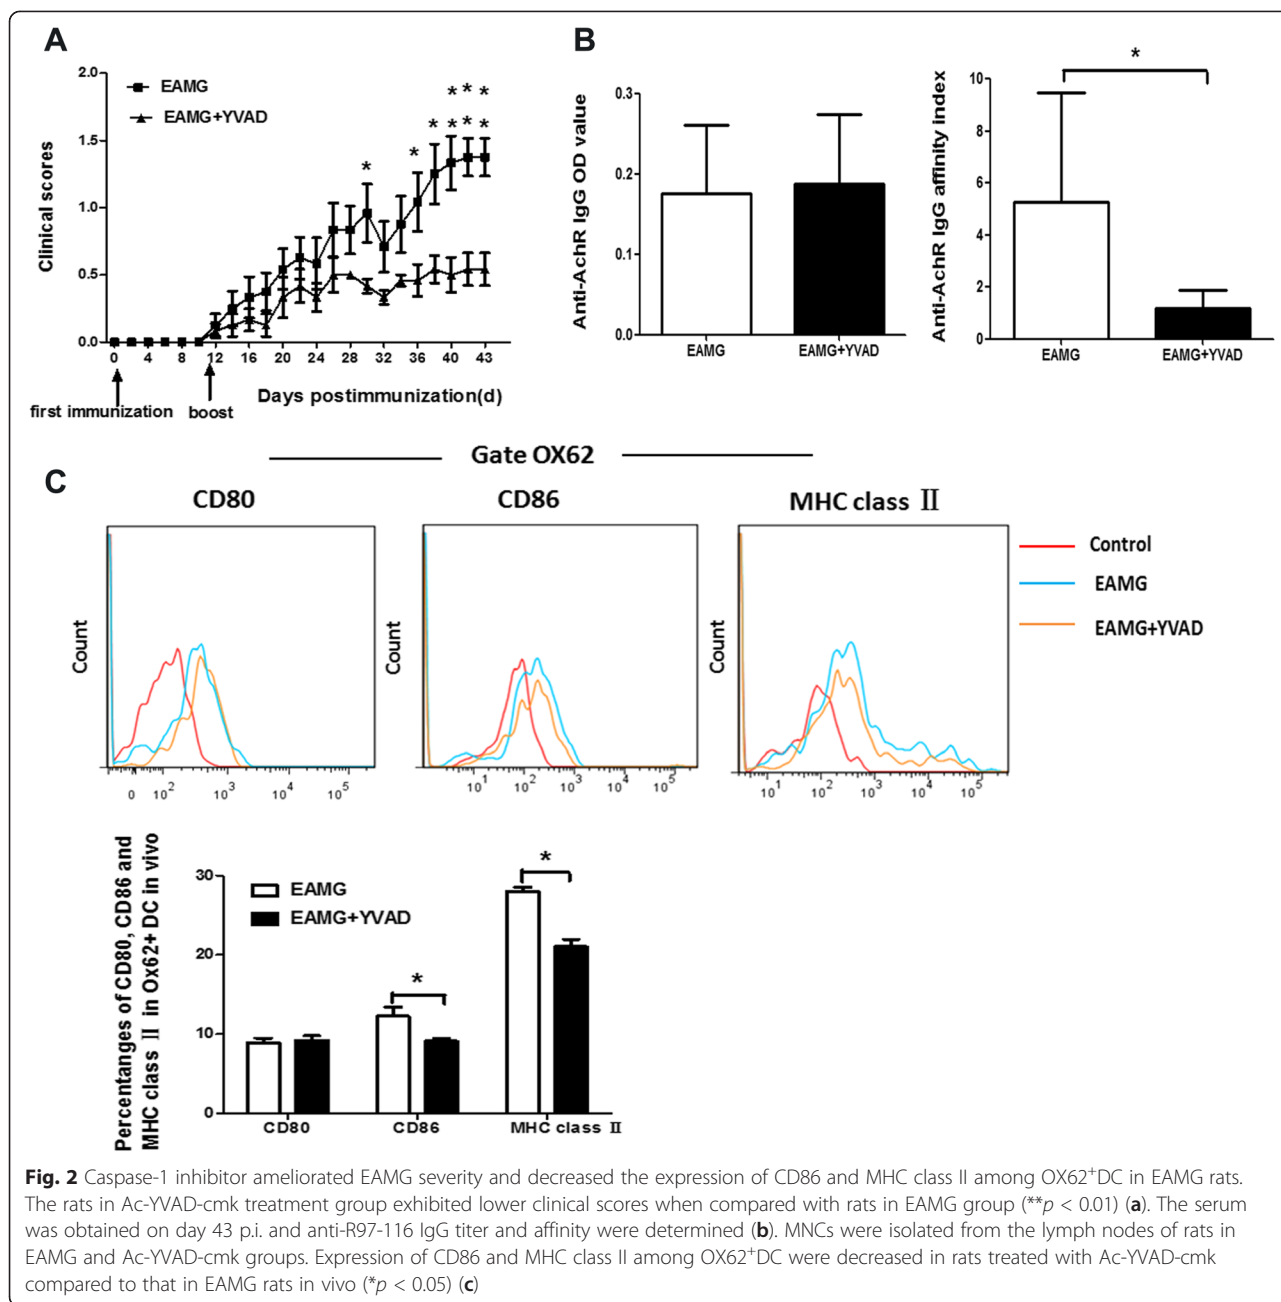 A
2.0
1.5
1.0
0.5
0.0
Clinical scores
EAMG
EAMG+YVAD
* * *
* * * * * *
0 4 8 12 16 20 24 28 32 36 40 43
Days postimmunization(d)
first immunization
boost
B
0.3
0.2
0.1
0.0
Anti-AchR IgG OD value
EAMG
EAMG+YVAD
*
10
8
6
4
2
0
Anti-AchR IgG affinity index
EAMG
EAMG+YVAD
Gate OX62
C
CD80
CD86
MHC class II
Count
0 10^2 10^3 10^4 10^5
Count
10^1 10^2 10^3 10^4 10^5
Count
10^1 10^2 10^3 10^4 10^5
Control
EAMG
EAMG+YVAD
Percentanges of CD80, CD86 and
MHC class II in Ox62+ DC in vivo
30
20
10
0
EAMG
EAMG+YVAD
*
*
CD80
CD86
MHC class II
Fig. 2 Caspase-1 inhibitor ameliorated EAMG severity and decreased the expression of CD86 and MHC class II among OX62+DC in EAMG rats.
The rats in Ac-YVAD-cmk treatment group exhibited lower clinical scores when compared with rats in EAMG group (**p < 0.01) (a). The serum
was obtained on day 43 p.i. and anti-R97-116 IgG titer and affinity were determined (b). MNCs were isolated from the lymph nodes of rats in
EAMG and Ac-YVAD-cmk groups. Expression of CD86 and MHC class II among OX62+DC were decreased in rats treated with Ac-YVAD-cmk
compared to that in EAMG rats in vivo (*p < 0.05) (c)